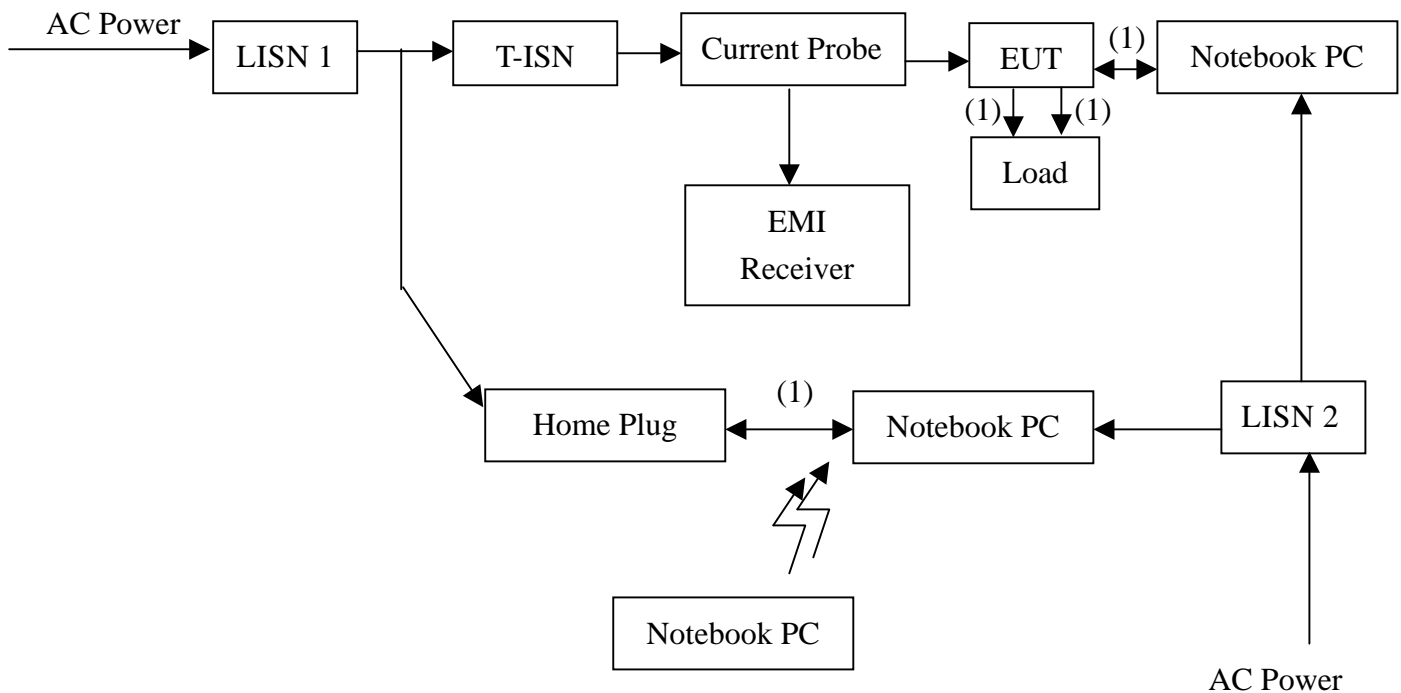 AC Power
LISN 1
T-ISN
Current Probe
EUT
(1)
Notebook PC
(1)
(1)
Load
EMI
Receiver
Home Plug
(1)
Notebook PC
LISN 2
Notebook PC
AC Power